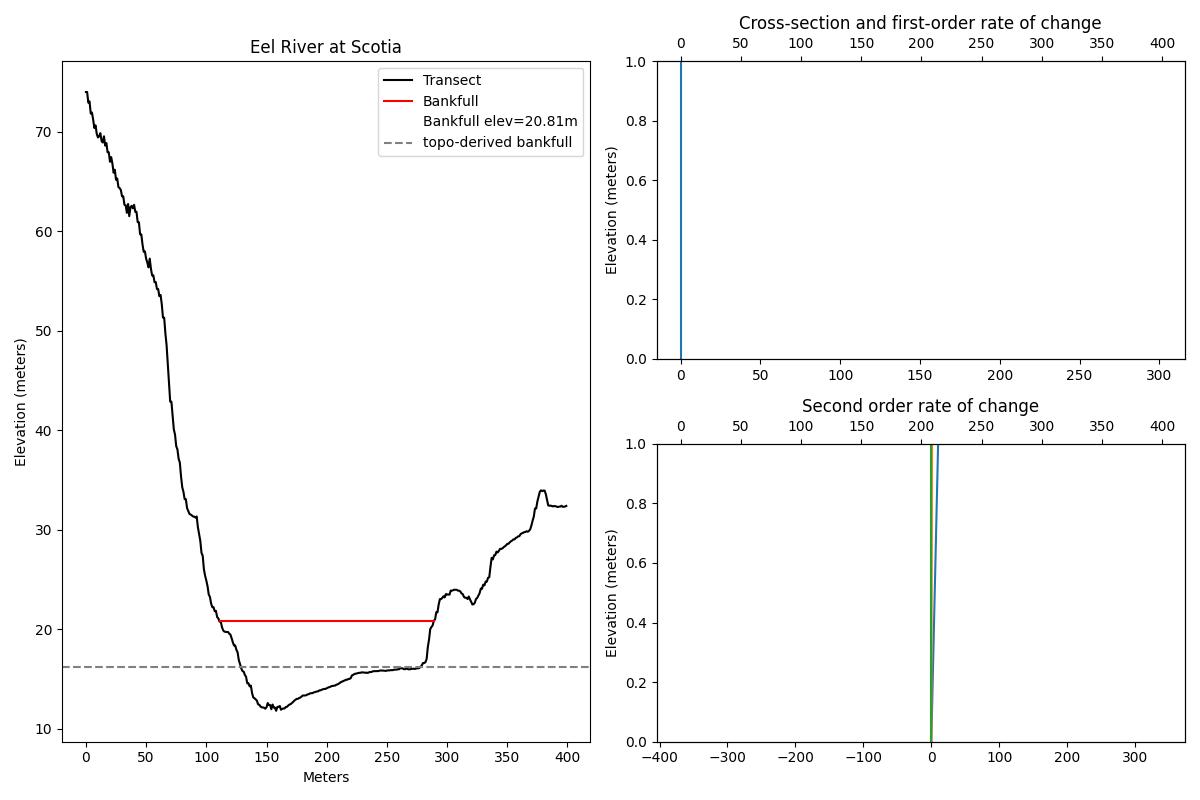 Eel River at Scotia
Transect
Bankfull
Bankfull elev=20.81m
topo-derived bankfull
Elevation (meters)
70
60
50
40
30
20
10
0 50 100 150 200 250 300 350 400
Meters
Cross-section and first-order rate of change
0 50 100 150 200 250 300 350 400
Elevation (meters)
1.0
0.8
0.6
0.4
0.2
0.0
0 50 100 150 200 250 300
Second order rate of change
0 50 100 150 200 250 300 350 400
Elevation (meters)
1.0
0.8
0.6
0.4
0.2
0.0
−400 −300 −200 −100 0 100 200 300